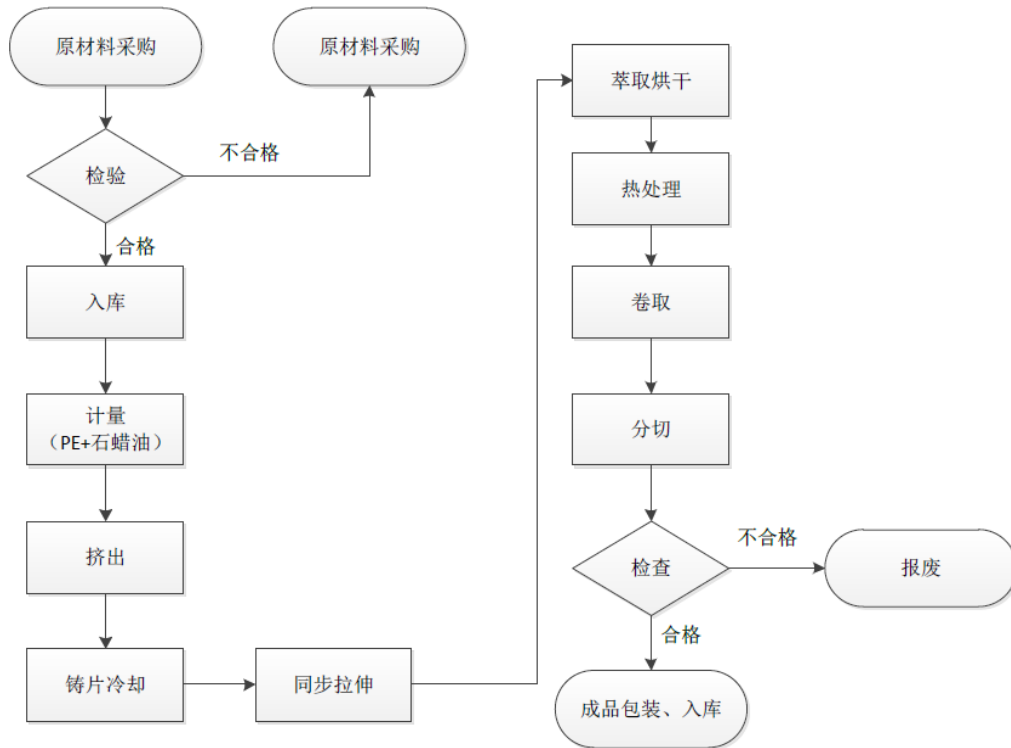 原材料采购
原材料采购
检验
不合格
合格
入库
计量
（PE+石蜡油）
挤出
铸片冷却
同步拉伸
萃取烘干
热处理
卷取
分切
检查
不合格
报废
合格
成品包装、入库